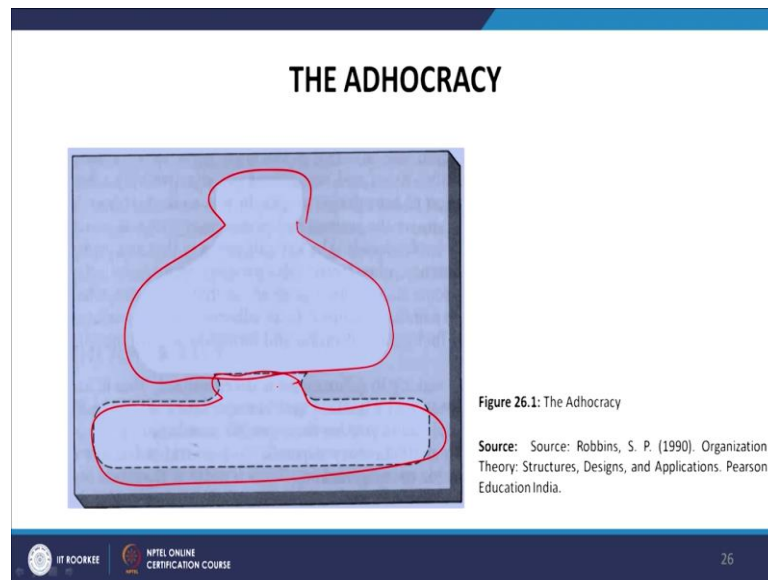 THE ADHOCRACY
Figure 26.1: The Adhocracy
Source: Source: Robbins, S. P. (1990). Organization
Theory: Structures, Designs, and Applications. Pearson
Education India.
IIT ROORKEE
NPTEL ONLINE
CERTIFICATION COURSE
26